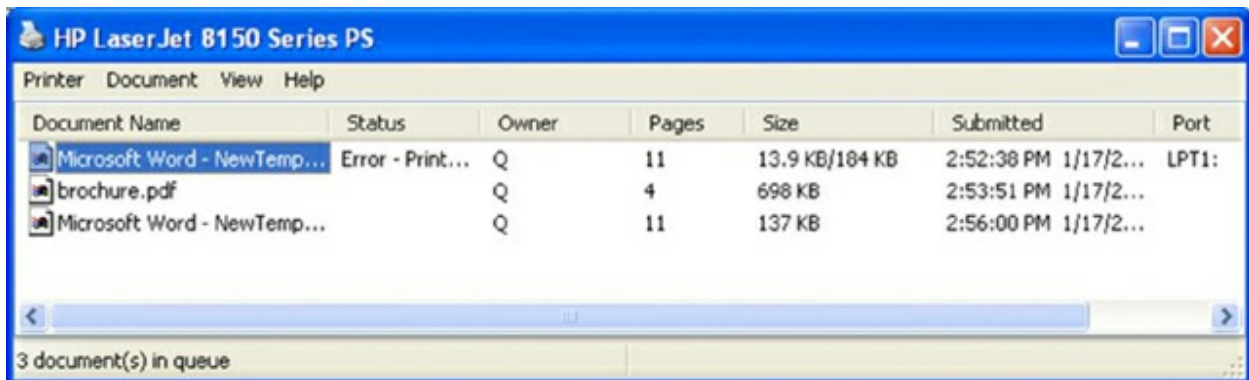 HP LaserJet 8150 Series PS
Printer Document View Help
Document Name Status Owner Pages Size Submitted Port
Microsoft Word - NewTemp... Error - Print... Q 11 13.9 KB/184 KB 2:52:38 PM 1/17/2... LPT1:
brochure.pdf Q 4 698 KB 2:53:51 PM 1/17/2...
Microsoft Word - NewTemp... Q 11 137 KB 2:56:00 PM 1/17/2...
3 document(s) in queue